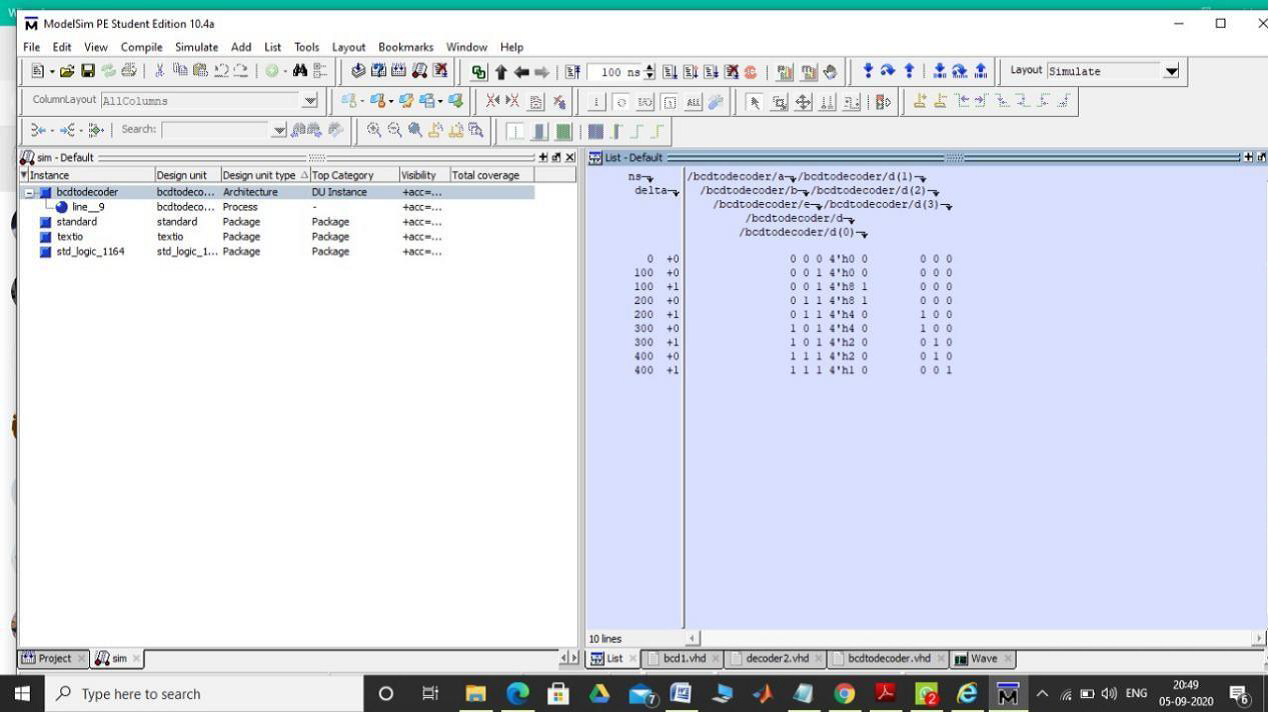 ModelSim PE Student Edition 10.4a
File Edit View Compile Simulate Add List Tools Layout Bookmarks Window Help
100 ns
Layout Simulate
ColumnLayout AllColumns
Search:
sim - Default
Instance Design unit Design unit type Top Category Visibility Total coverage
bcdtodecoder bcdtodeco... Architecture DU Instance +acc=...
line__9 bcdtodeco... Process - +acc=...
standard standard Package Package +acc=...
textio textio Package Package +acc=...
std_logic_1164 std_logic_1... Package Package +acc=...
List - Default
ns /bcdtodecoder/a /bcdtodecoder/d(1)
delta /bcdtodecoder/b /bcdtodecoder/d(2)
/bcdtodecoder/e /bcdtodecoder/d(3)
/bcdtodecoder/d
/bcdtodecoder/d(0)
0 +0 0 0 0 4'h0 0 0 0 0
100 +0 0 0 1 4'h0 0 0 0 0
100 +1 0 0 1 4'h8 1 0 0 0
200 +0 0 1 1 4'h8 1 0 0 0
200 +1 0 1 1 4'h4 0 1 0 0
300 +0 1 0 1 4'h4 0 1 0 0
300 +1 1 0 1 4'h2 0 0 1 0
400 +0 1 1 1 4'h2 0 0 1 0
400 +1 1 1 1 4'h1 0 0 0 1
10 lines
Project sim
List bcd1.vhd decoder2.vhd bcdtodecoder.vhd Wave
Type here to search
7
2
ENG
20:49
05-09-2020
6